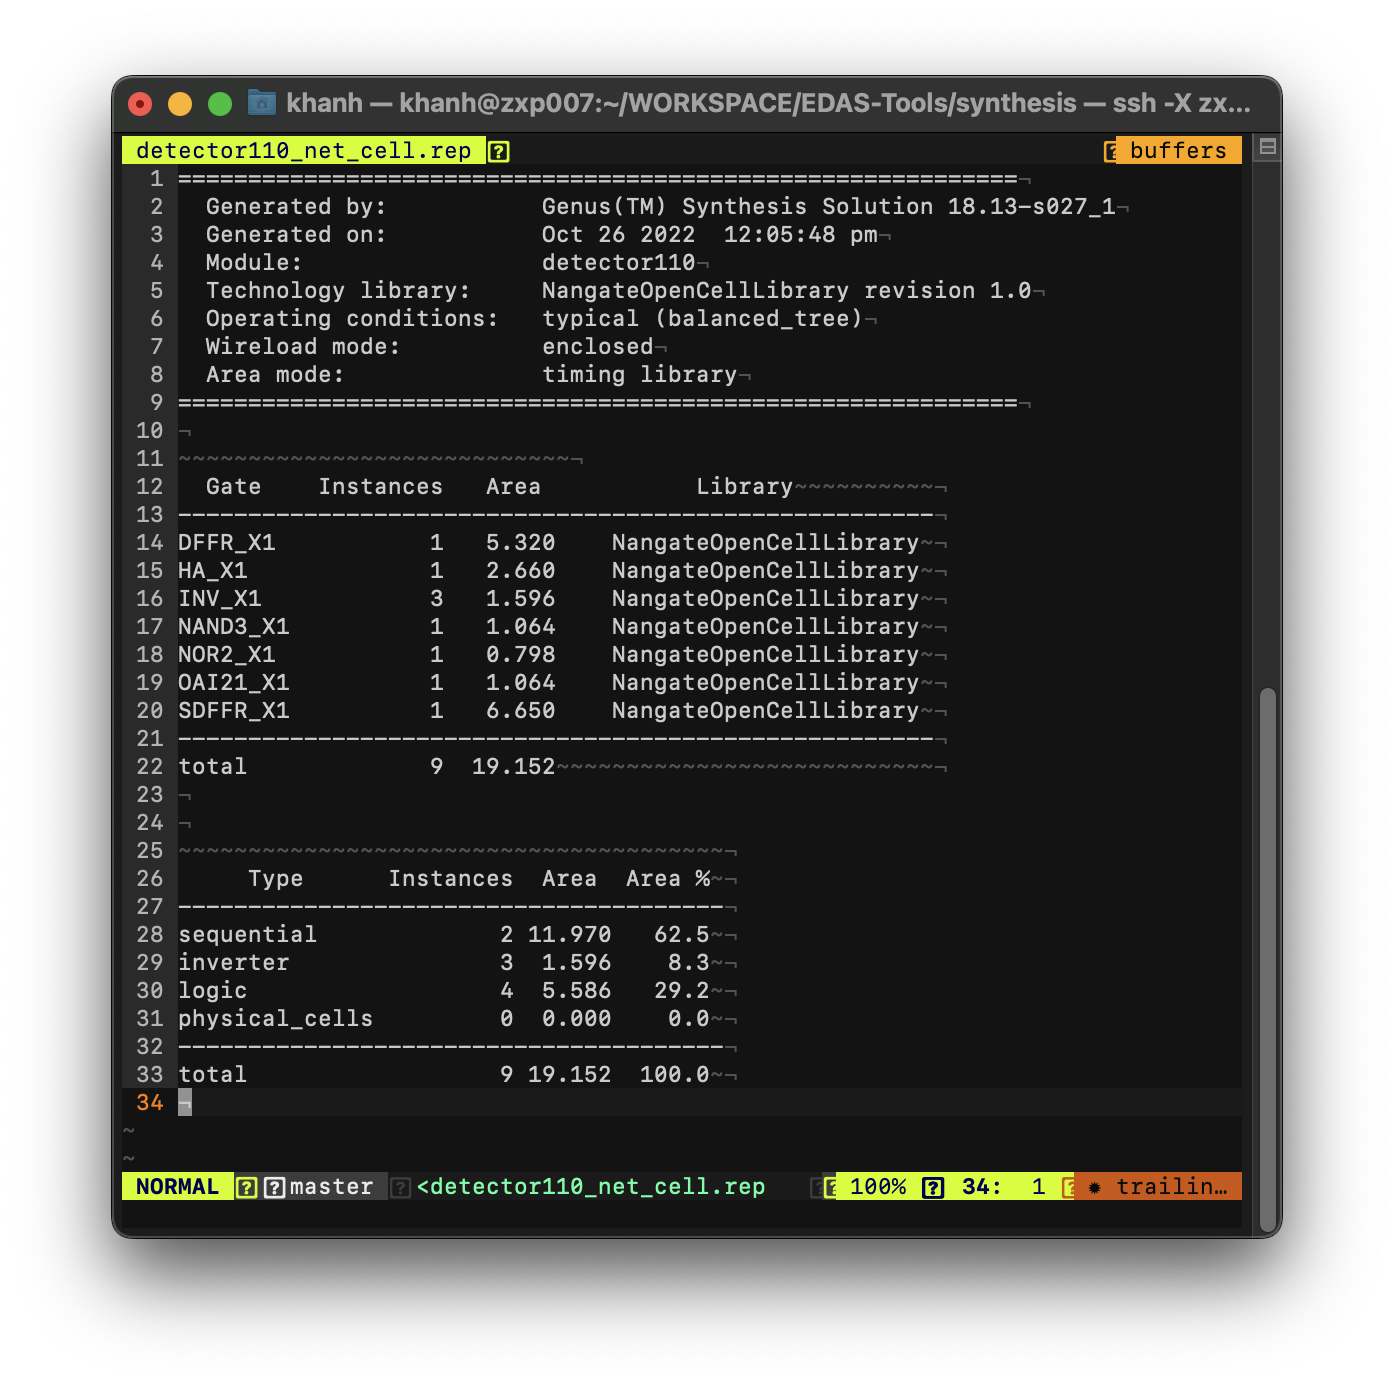 khanh — khanh@zxp007:~/WORKSPACE/EDAS-Tools/synthesis — ssh -X zx...
detector110_net_cell.rep buffers
1 ============================================================¬
2   Generated by:           Genus(TM) Synthesis Solution 18.13-s027_1¬
3   Generated on:           Oct 26 2022  12:05:48 pm¬
4   Module:                 detector110¬
5   Technology library:     NangateOpenCellLibrary revision 1.0¬
6   Operating conditions:   typical (balanced_tree)¬
7   Wireload mode:          enclosed¬
8   Area mode:              timing library¬
9 ============================================================¬
10 ¬
11 ~~~~~~~~~~~~~~~~~~~~~~~~~~~~¬
12   Gate    Instances   Area           Library~~~~~~~~~~¬
13 ------------------------------------------------------¬
14 DFFR_X1           1   5.320    NangateOpenCellLibrary~¬
15 HA_X1             1   2.660    NangateOpenCellLibrary~¬
16 INV_X1            3   1.596    NangateOpenCellLibrary~¬
17 NAND3_X1          1   1.064    NangateOpenCellLibrary~¬
18 NOR2_X1           1   0.798    NangateOpenCellLibrary~¬
19 OAI21_X1          1   1.064    NangateOpenCellLibrary~¬
20 SDFFR_X1          1   6.650    NangateOpenCellLibrary~¬
21 ------------------------------------------------------¬
22 total             9  19.152~~~~~~~~~~~~~~~~~~~~~~~~~~~¬
23 ¬
24 ¬
25 ~~~~~~~~~~~~~~~~~~~~~~~~~~~~~~~~~~~~~~~¬
26      Type      Instances  Area  Area %~¬
27 ---------------------------------------¬
28 sequential             2 11.970   62.5~¬
29 inverter               3  1.596    8.3~¬
30 logic                  4  5.586   29.2~¬
31 physical_cells         0  0.000    0.0~¬
32 ---------------------------------------¬
33 total                  9 19.152  100.0~¬
34 ¬
~
~
NORMAL master <detector110_net_cell.rep 100% 34: 1 ✹ trailin...